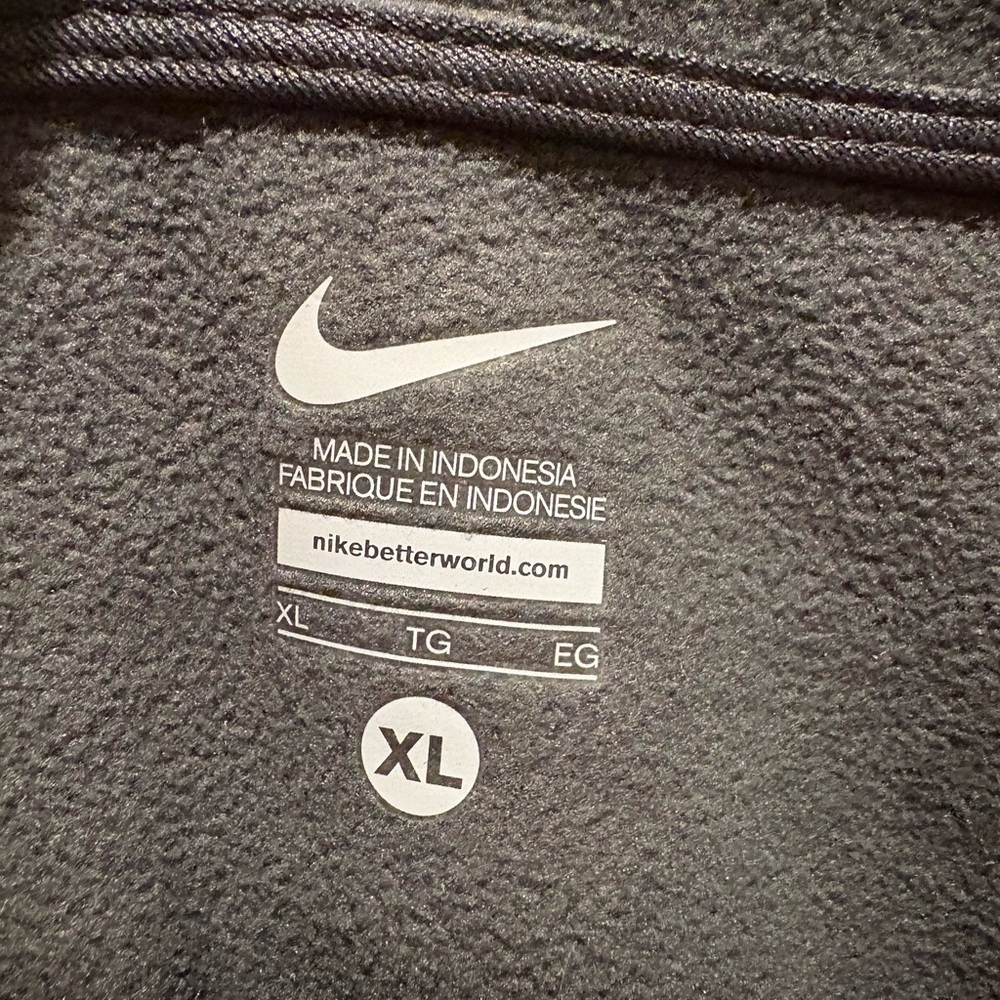 MADE IN INDONESIA
FABRIQUE EN INDONESIE
nikebetterworld.com
XL TG EG
XL